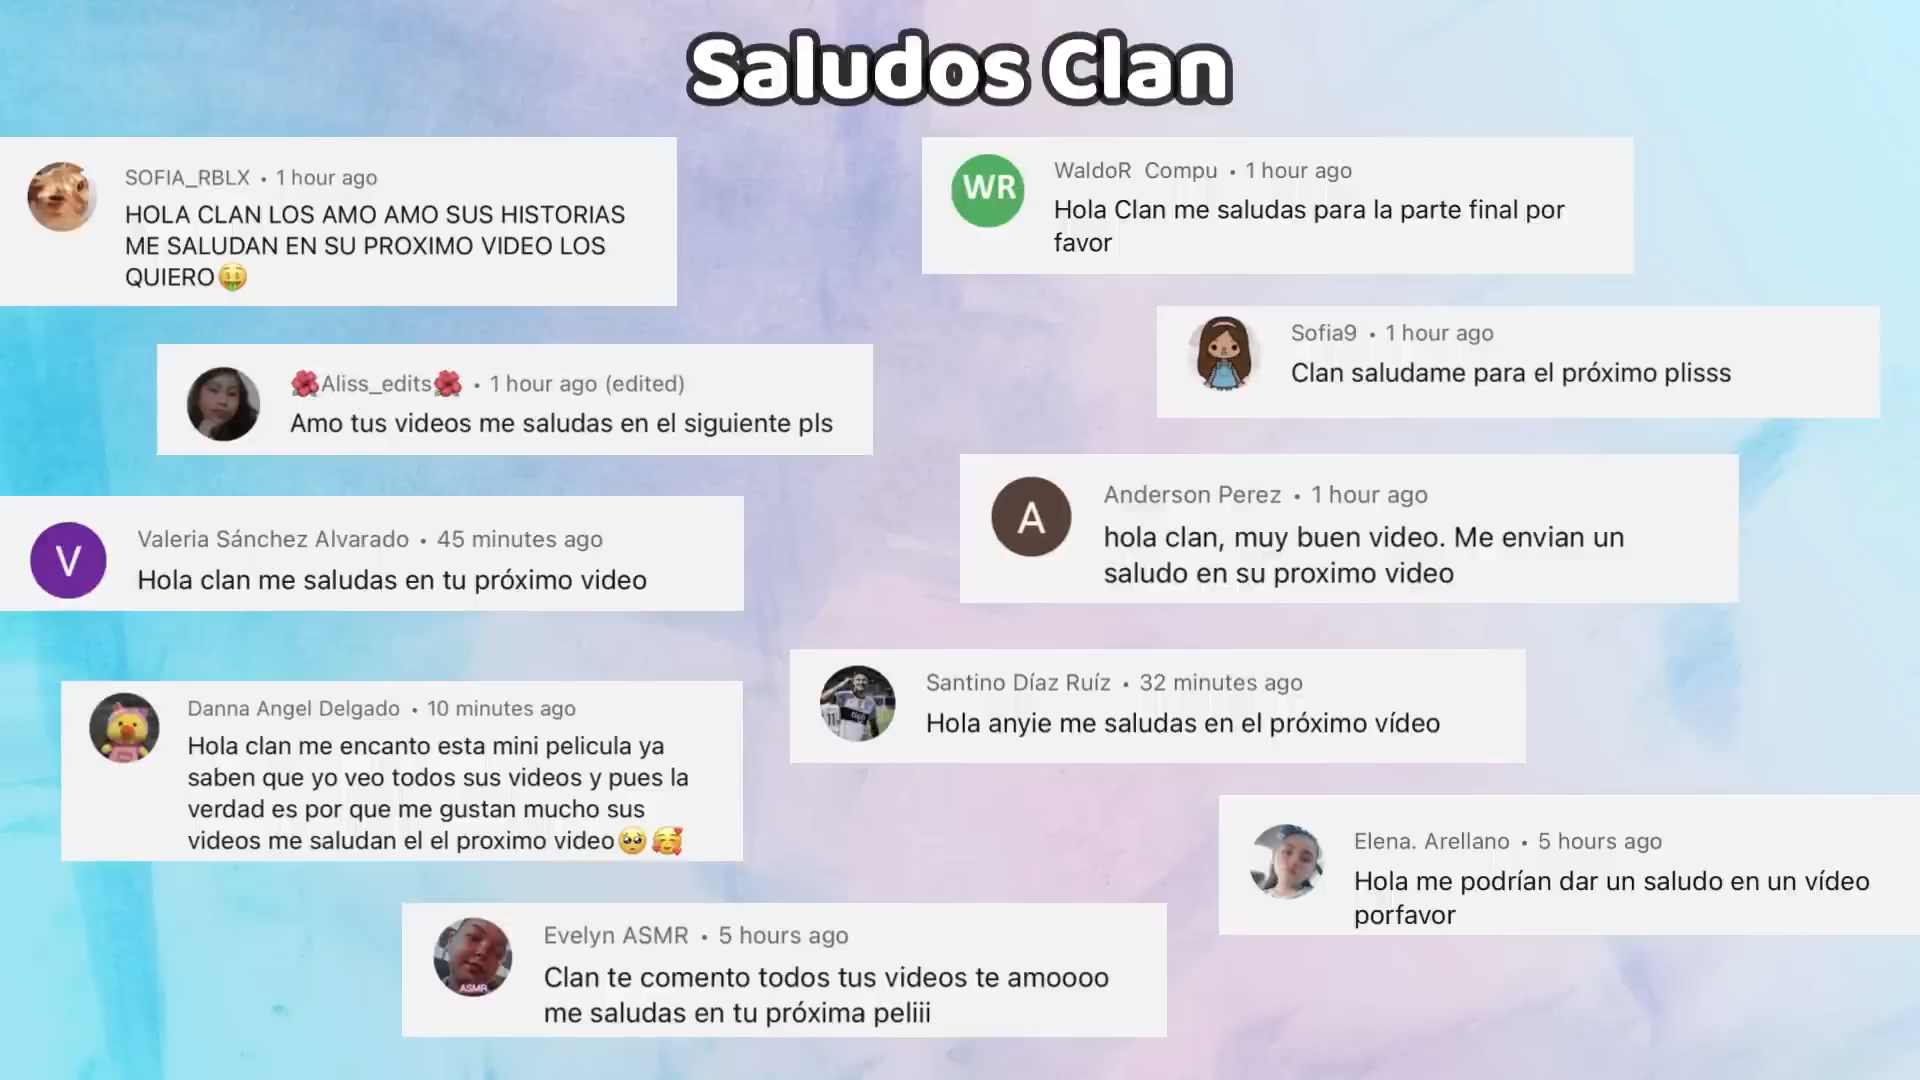 Saludos Clan
SOFIA_RBLX • 1 hour ago
HOLA CLAN LOS AMO AMO SUS HISTORIAS
ME SALUDAN EN SU PROXIMO VIDEO LOS
QUIERO🤑
WR
WaldoR Compu • 1 hour ago
Hola Clan me saludas para la parte final por
favor
Sofia9 • 1 hour ago
Clan saludame para el próximo plisss
🌺Aliss_edits🌺 • 1 hour ago (edited)
Amo tus videos me saludas en el siguiente pls
A
Anderson Perez • 1 hour ago
hola clan, muy buen video. Me envian un
saludo en su proximo video
V
Valeria Sánchez Alvarado • 45 minutes ago
Hola clan me saludas en tu próximo video
Santino Díaz Ruíz • 32 minutes ago
Hola anyie me saludas en el próximo vídeo
Danna Angel Delgado • 10 minutes ago
Hola clan me encanto esta mini pelicula ya
saben que yo veo todos sus videos y pues la
verdad es por que me gustan mucho sus
videos me saludan el el proximo video🥺🥰
Elena. Arellano • 5 hours ago
Hola me podrían dar un saludo en un vídeo
porfavor
ASMR
Evelyn ASMR • 5 hours ago
Clan te comento todos tus videos te amoooo
me saludas en tu próxima peliii